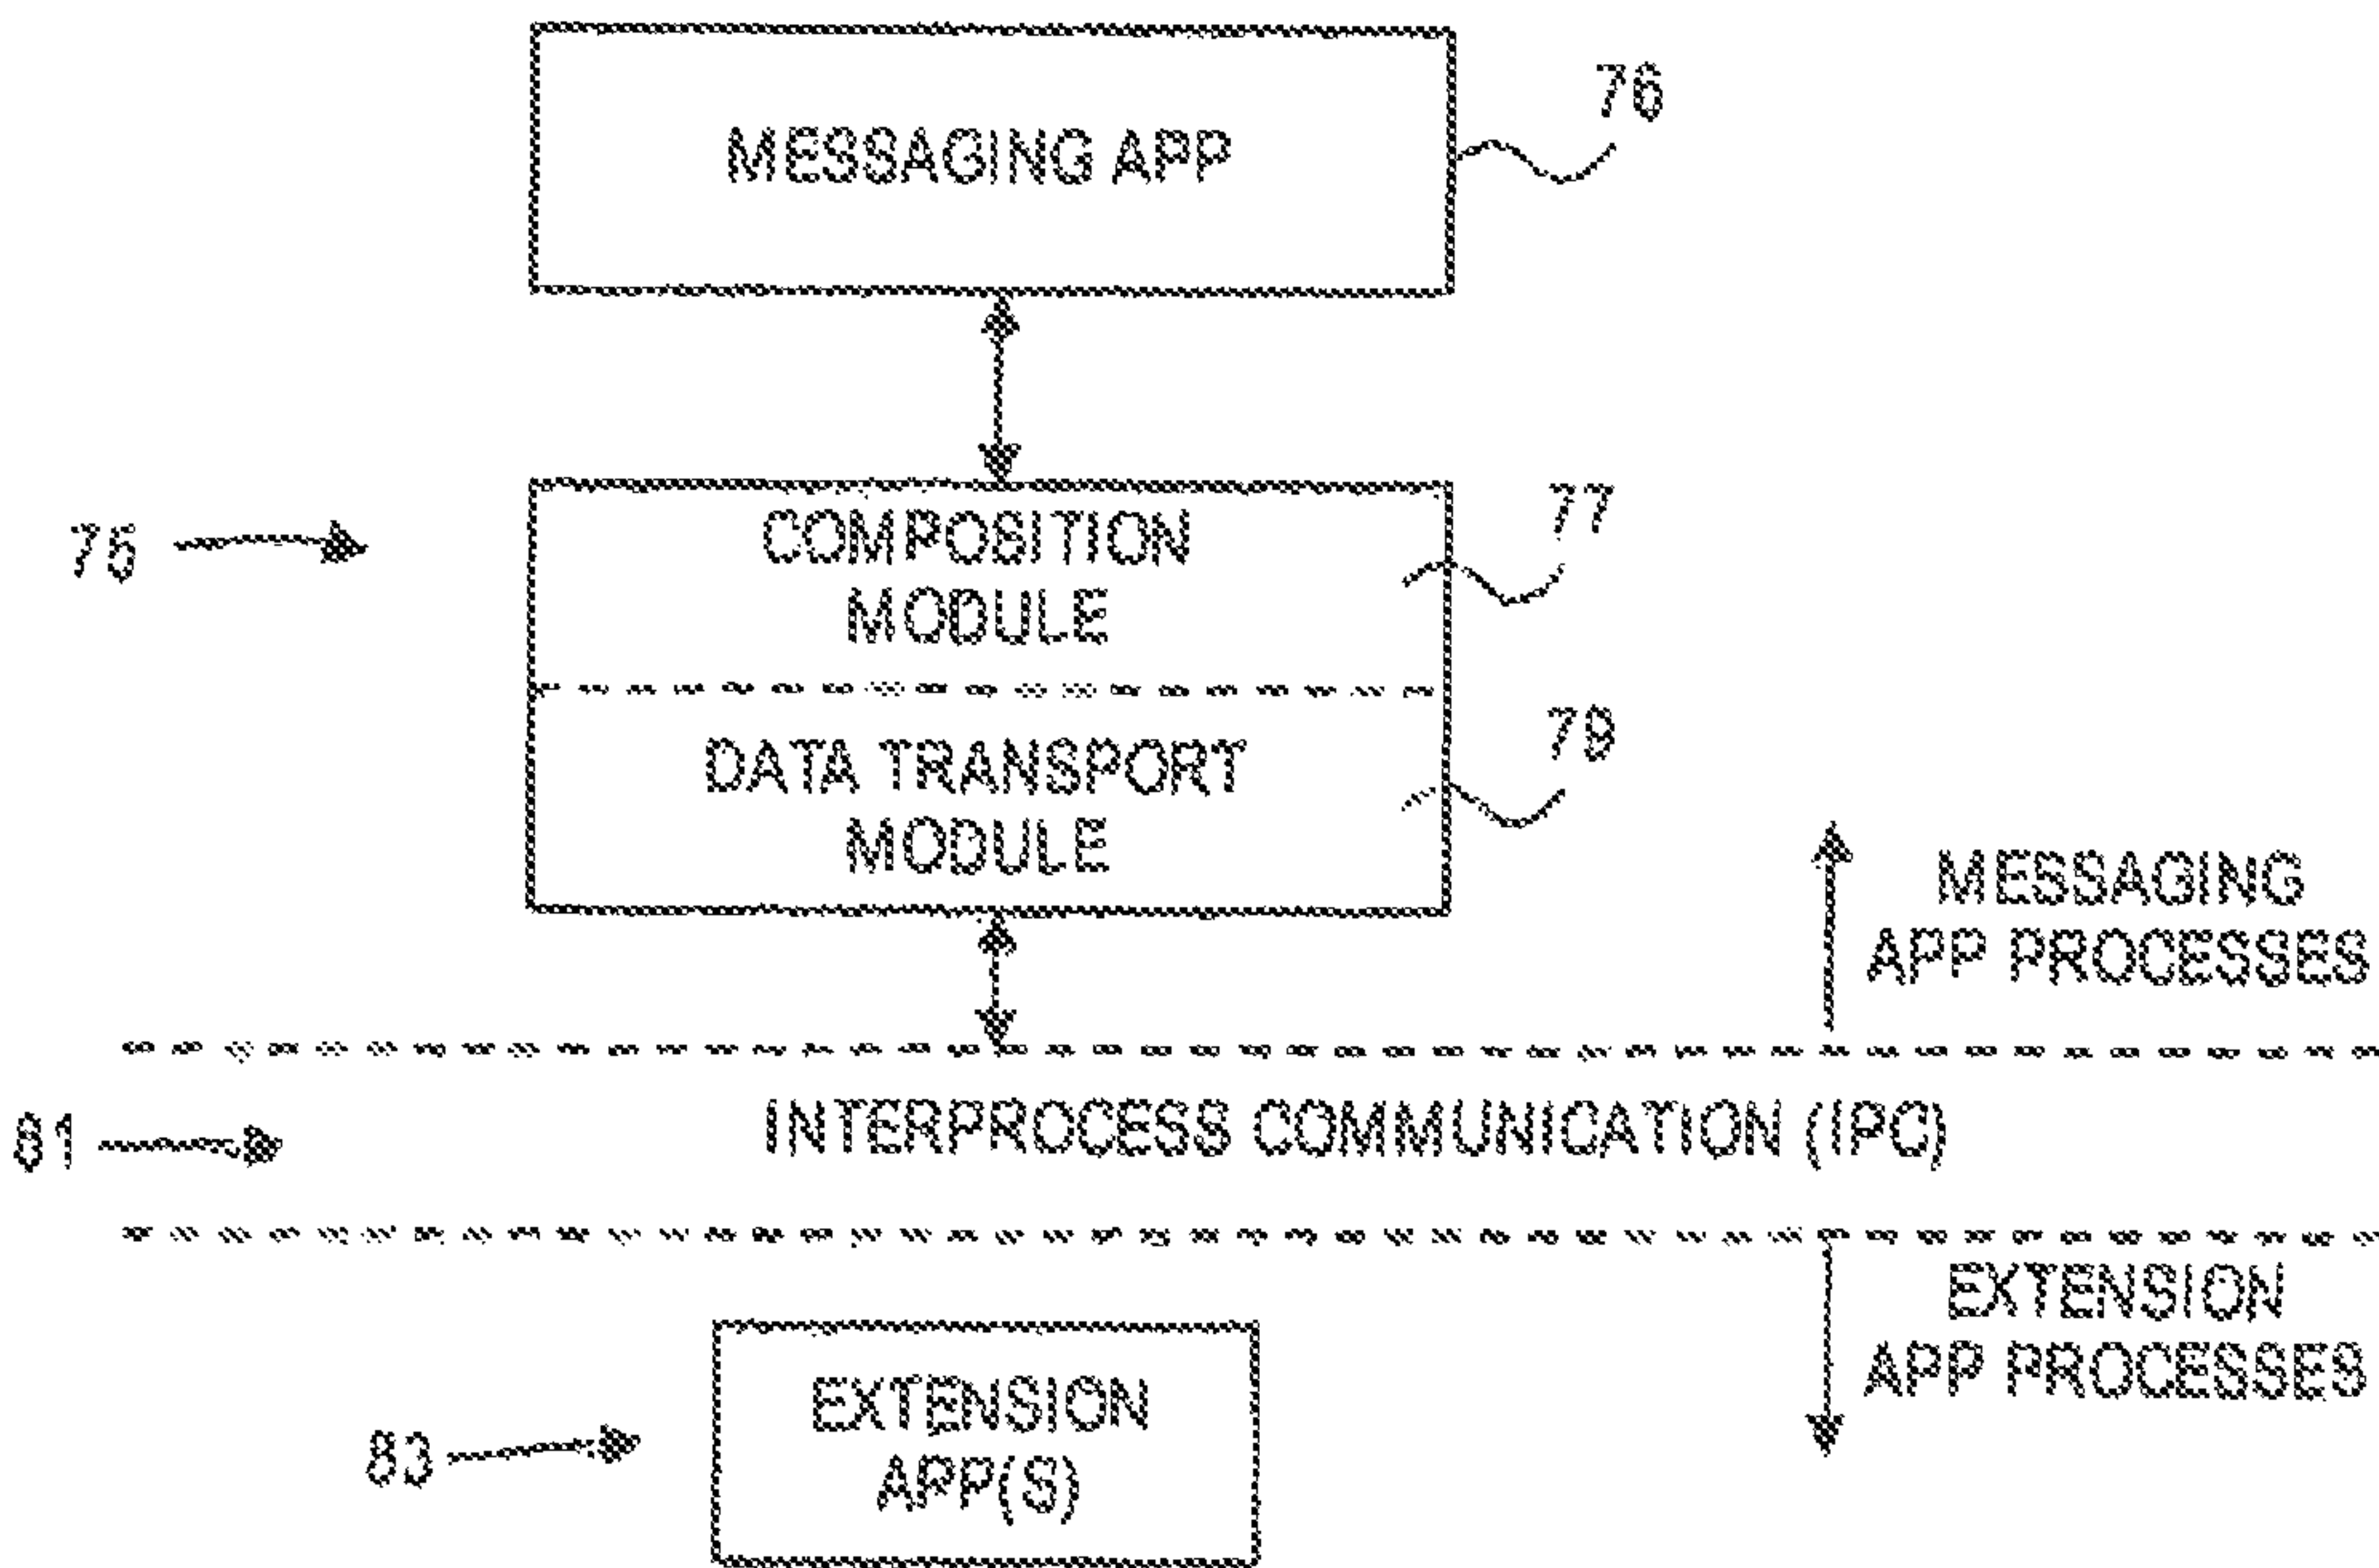 MESSAGING APP
76
75
COMPOSITION
MODULE
77
DATA TRANSPORT
MODULE
79
MESSAGING
APP PROCESSES
81
INTERPROCESS COMMUNICATION (IPC)
EXTENSION
APP PROCESSES
83
EXTENSION
APP(S)